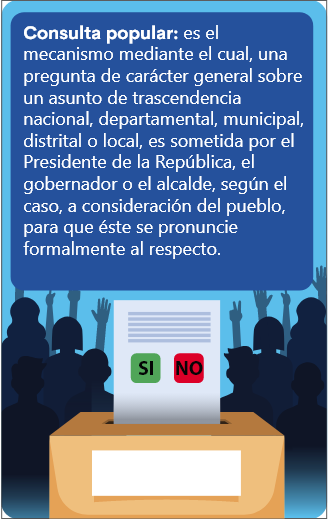 Consulta popular: es el
mecanismo mediante el cual, una
pregunta de carácter general sobre
un asunto de trascendencia
nacional, departamental, municipal,
distrital o local, es sometida por el
Presidente de la República, el
gobernador o el alcalde, según el
caso, a consideración del pueblo,
para que éste se pronuncie
formalmente al respecto.
SI NO